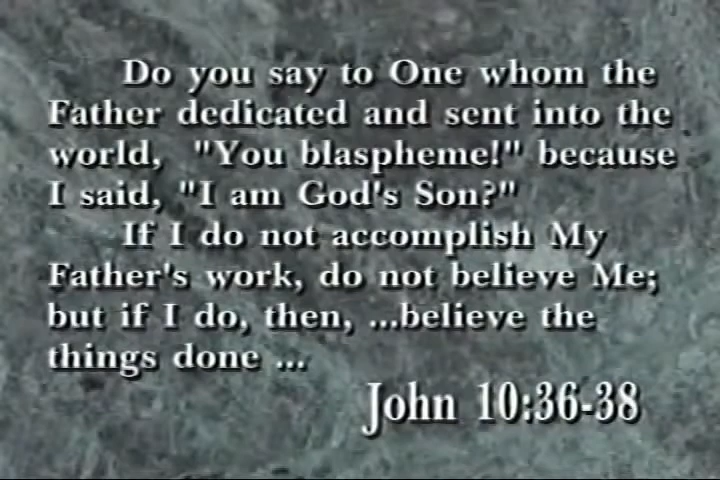 Do you say to One whom the
Father dedicated and sent into the
world, "You blaspheme!" because
I said, "I am God's Son?"
If I do not accomplish My
Father's work, do not believe Me;
but if I do, then, ...believe the
things done ...
John 10:36-38